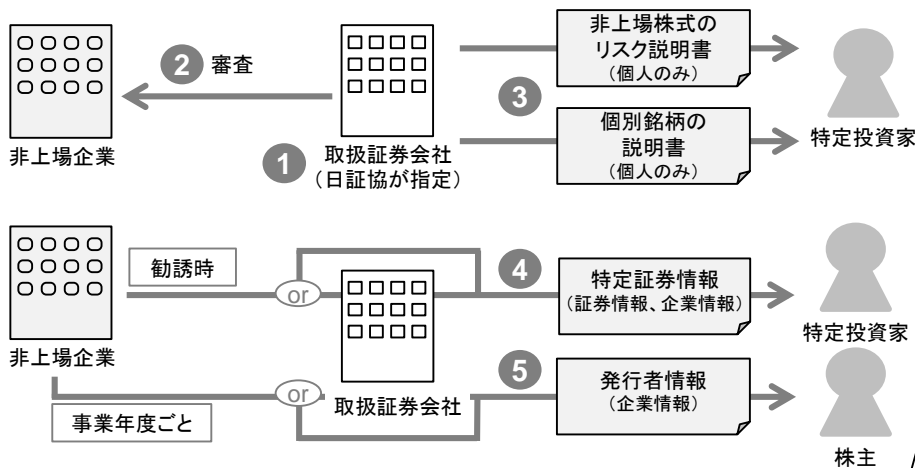 非上場企業
2 審査
1
取扱証券会社
(日証協が指定)
3
非上場株式の
リスク説明書
(個人のみ)
個別銘柄の
説明書
(個人のみ)
特定投資家
非上場企業
勧誘時
or
取扱証券会社
4
特定証券情報
(証券情報、企業情報)
特定投資家
事業年度ごと
or
5
発行者情報
(企業情報)
株主